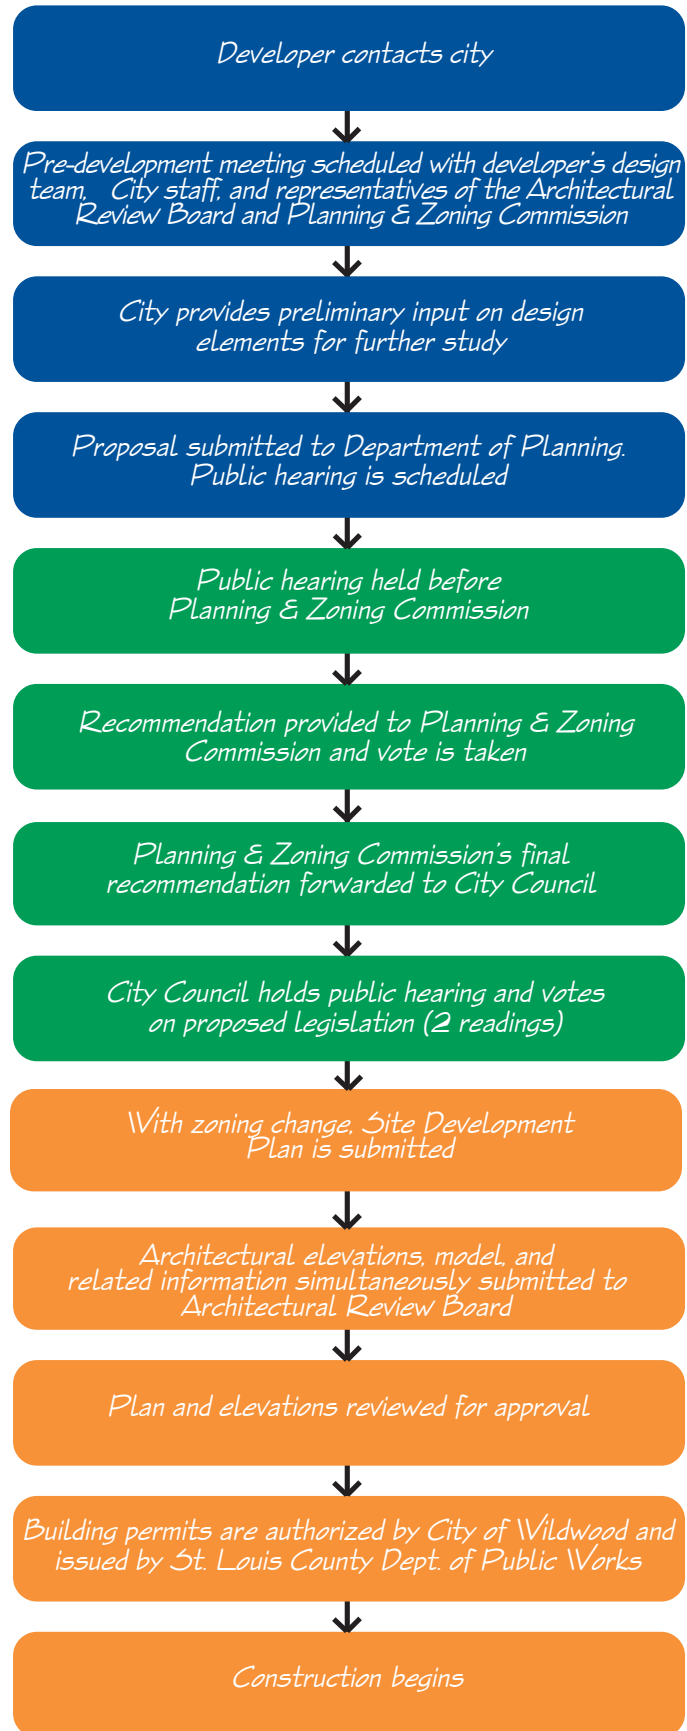 Developer contacts city
Pre-development meeting scheduled with developer's design
team, City staff, and representatives of the Architectural
Review Board and Planning & Zoning Commission
City provides preliminary input on design
elements for further study
Proposal submitted to Department of Planning.
Public hearing is scheduled
Public hearing held before
Planning & Zoning Commission
Recommendation provided to Planning & Zoning
Commission and vote is taken
Planning & Zoning Commission's final
recommendation forwarded to City Council
City Council holds public hearing and votes
on proposed legislation (2 readings)
With zoning change, Site Development
Plan is submitted
Architectural elevations, model, and
related information simultaneously submitted to
Architectural Review Board
Plan and elevations reviewed for approval
Building permits are authorized by City of Wildwood and
issued by St. Louis County Dept. of Public Works
Construction begins